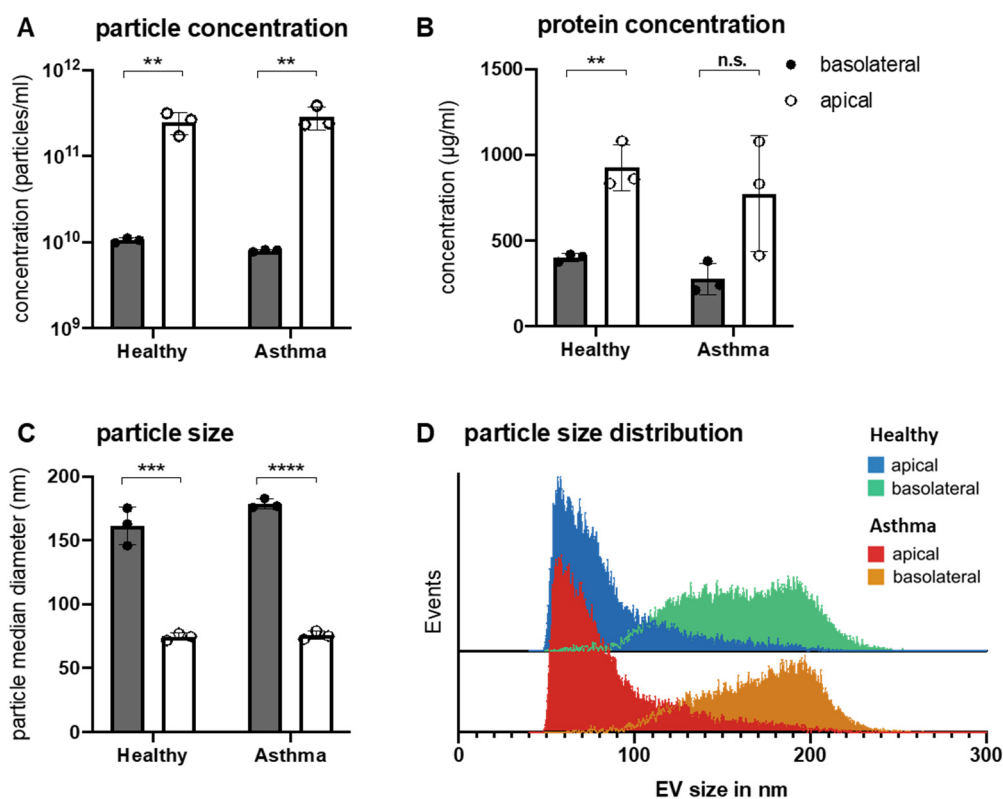 A particle concentration
concentration (particles/ml)
10¹²
10¹¹
10¹⁰
10⁹
** **
Healthy Asthma
B protein concentration
concentration (µg/ml)
1500
1000
500
0
** n.s.
Healthy Asthma
basolateral
apical
C particle size
particle median diameter (nm)
200
150
100
50
0
*** ****
Healthy Asthma
D particle size distribution
Events
0 100 200 300
EV size in nm
Healthy
apical
basolateral
Asthma
apical
basolateral